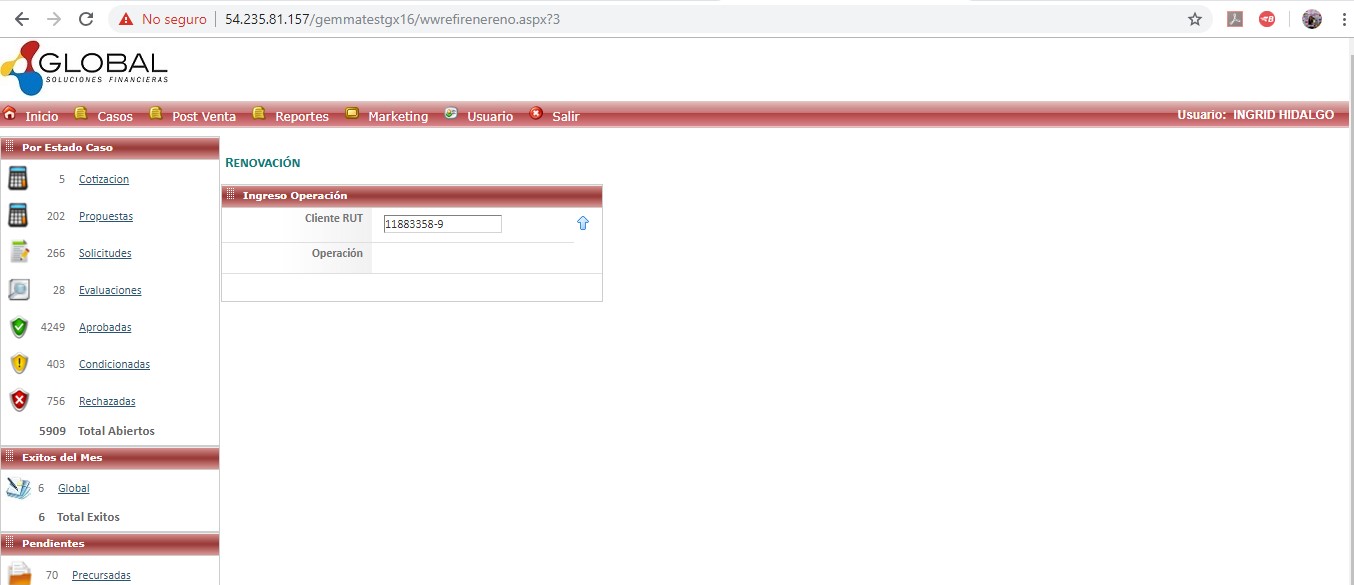 No seguro | 54.235.81.157/gemmatestgx16/wwrefirenereno.aspx?3
GLOBAL
SOLUCIONES FINANCIERAS
Inicio Casos Post Venta Reportes Marketing Usuario Salir Usuario: INGRID HIDALGO
Por Estado Caso
5 Cotizacion
202 Propuestas
266 Solicitudes
28 Evaluaciones
4249 Aprobadas
403 Condicionadas
756 Rechazadas
5909 Total Abiertos
Exitos del Mes
6 Global
6 Total Exitos
Pendientes
70 Precursadas
RENOVACIÓN
Ingreso Operación
Cliente RUT 11883358-9
Operación